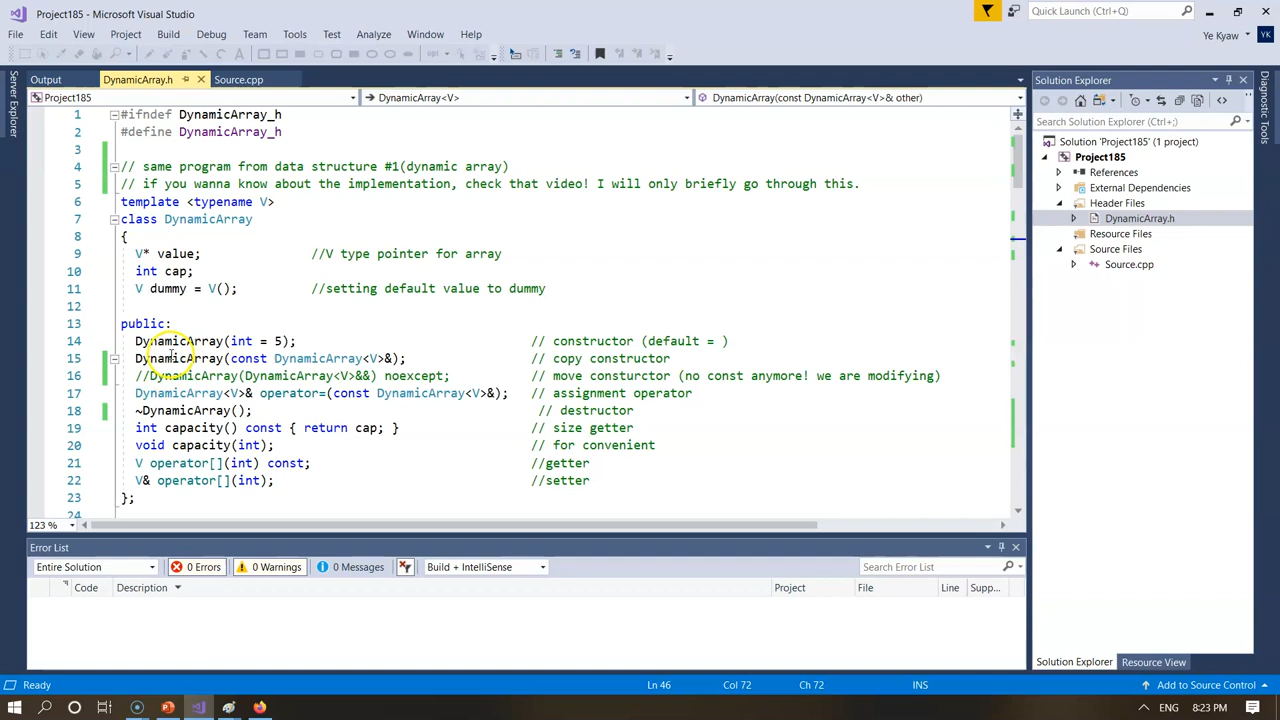 Project185 - Microsoft Visual Studio
Quick Launch (Ctrl+Q)
File Edit View Project Build Debug Team Tools Test Analyze Window Help
Ye Kyaw
YK
Server Explorer
Output
DynamicArray.h
Source.cpp
Project185
DynamicArray<V>
DynamicArray(const DynamicArray<V>& other)
1 #ifndef DynamicArray_h
2 #define DynamicArray_h
3
4 // same program from data structure #1(dynamic array)
5 // if you wanna know about the implementation, check that video! I will only briefly go through this.
6 template <typename V>
7 class DynamicArray
8 {
9 V* value; //V type pointer for array
10 int cap;
11 V dummy = V(); //setting default value to dummy
12
13 public:
14 DynamicArray(int = 5); // constructor (default = )
15 DynamicArray(const DynamicArray<V>&); // copy constructor
16 //DynamicArray(DynamicArray<V>&&) noexcept; // move consturctor (no const anymore! we are modifying)
17 DynamicArray<V>& operator=(const DynamicArray<V>&); // assignment operator
18 ~DynamicArray(); // destructor
19 int capacity() const { return cap; } // size getter
20 void capacity(int); // for convenient
21 V operator[](int) const; //getter
22 V& operator[](int); //setter
23 };
24
123 %
Error List
Entire Solution
0 Errors
0 Warnings
0 Messages
Build + IntelliSense
Search Error List
Code Description Project File Line Supp...
Solution Explorer
Search Solution Explorer (Ctrl+;)
Solution 'Project185' (1 project)
Project185
References
External Dependencies
Header Files
DynamicArray.h
Resource Files
Source Files
Source.cpp
Solution Explorer
Resource View
Diagnostic Tools
Ready
Ln 46
Col 72
Ch 72
INS
Add to Source Control
ENG
8:23 PM